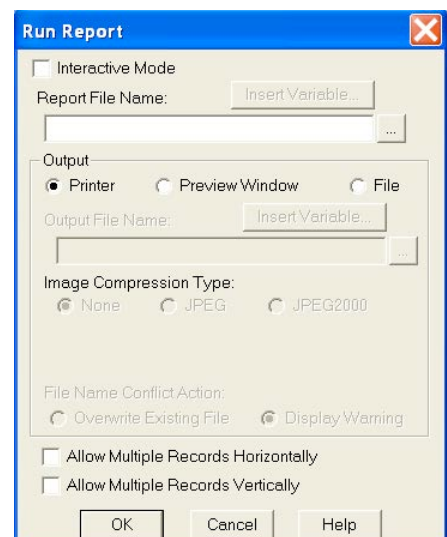 Run Report
Interactive Mode
Report File Name: Insert Variable...
...
Output
Printer Preview Window File
Output File Name: Insert Variable...
...
Image Compression Type:
None JPEG JPEG2000
File Name Conflict Action:
Overwrite Existing File Display Warning
Allow Multiple Records Horizontally
Allow Multiple Records Vertically
OK Cancel Help